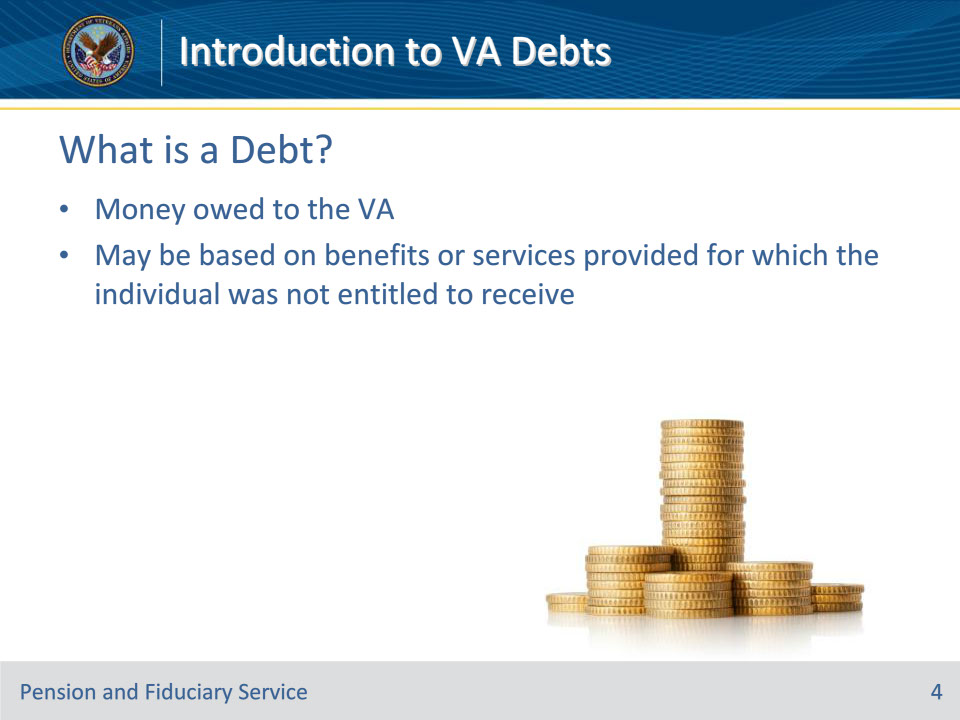 Introduction to VA Debts
What is a Debt?
• Money owed to the VA
• May be based on benefits or services provided for which the
individual was not entitled to receive
Pension and Fiduciary Service
4